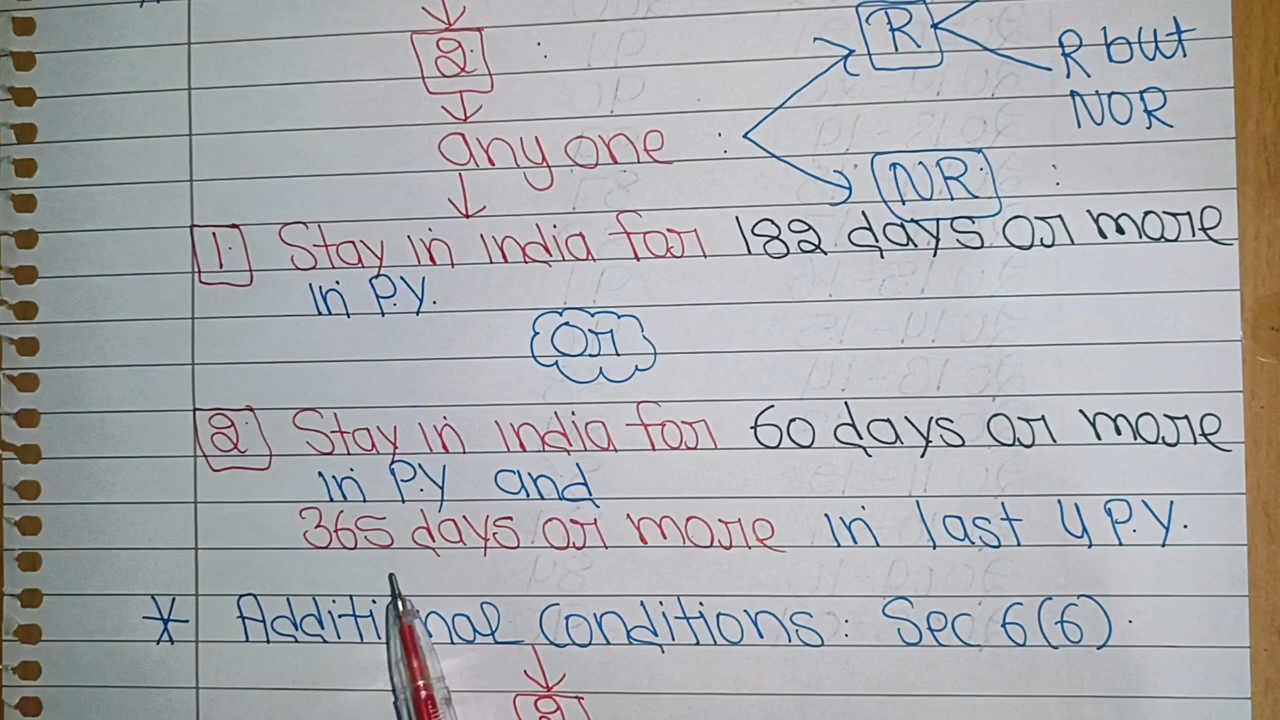 2 :
R
R but
NOR
any one :
NR :
1 Stay in india for 182 days or more
in P.Y.
Or
2 Stay in india for 60 days or more
in P.Y and
365 days or more in last 4 P.Y.
* Additional Conditions: Sec 6(6).
2